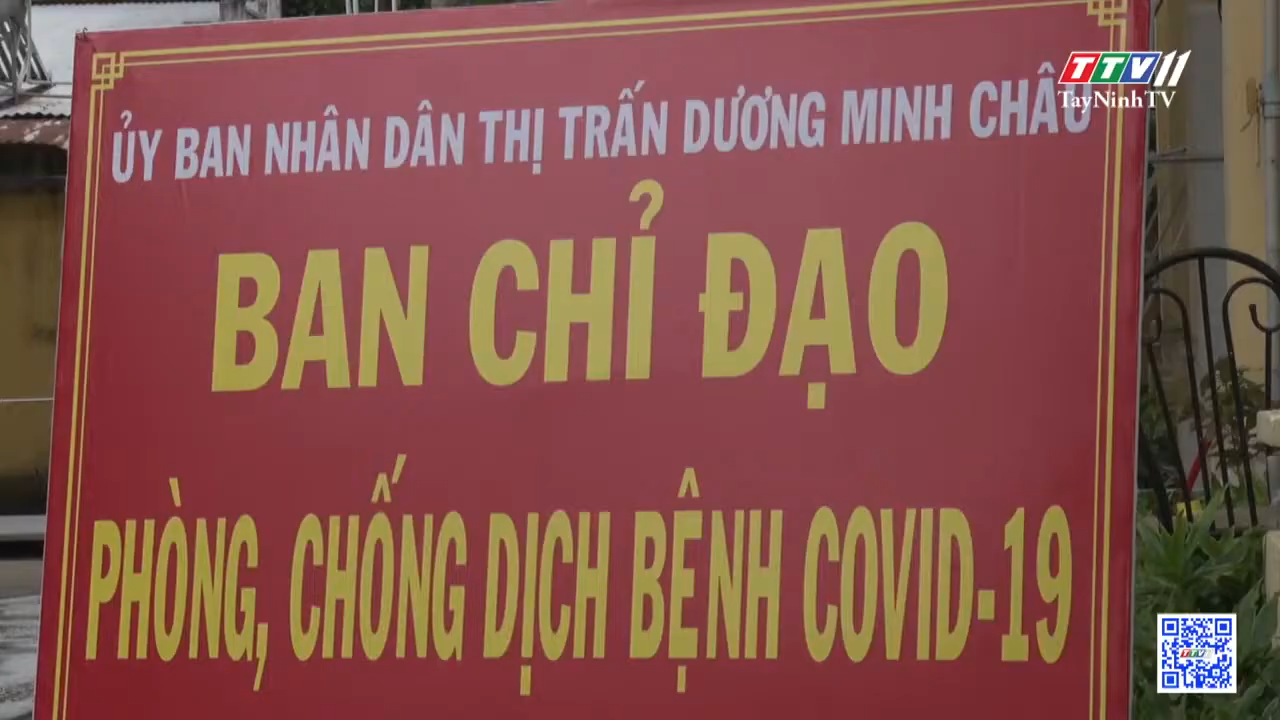 TTV11
TayNinhTV
ỦY BAN NHÂN DÂN THỊ TRẤN DƯƠNG MINH CHÂU
BAN CHỈ ĐẠO
PHÒNG, CHỐNG DỊCH BỆNH COVID-19
TTV